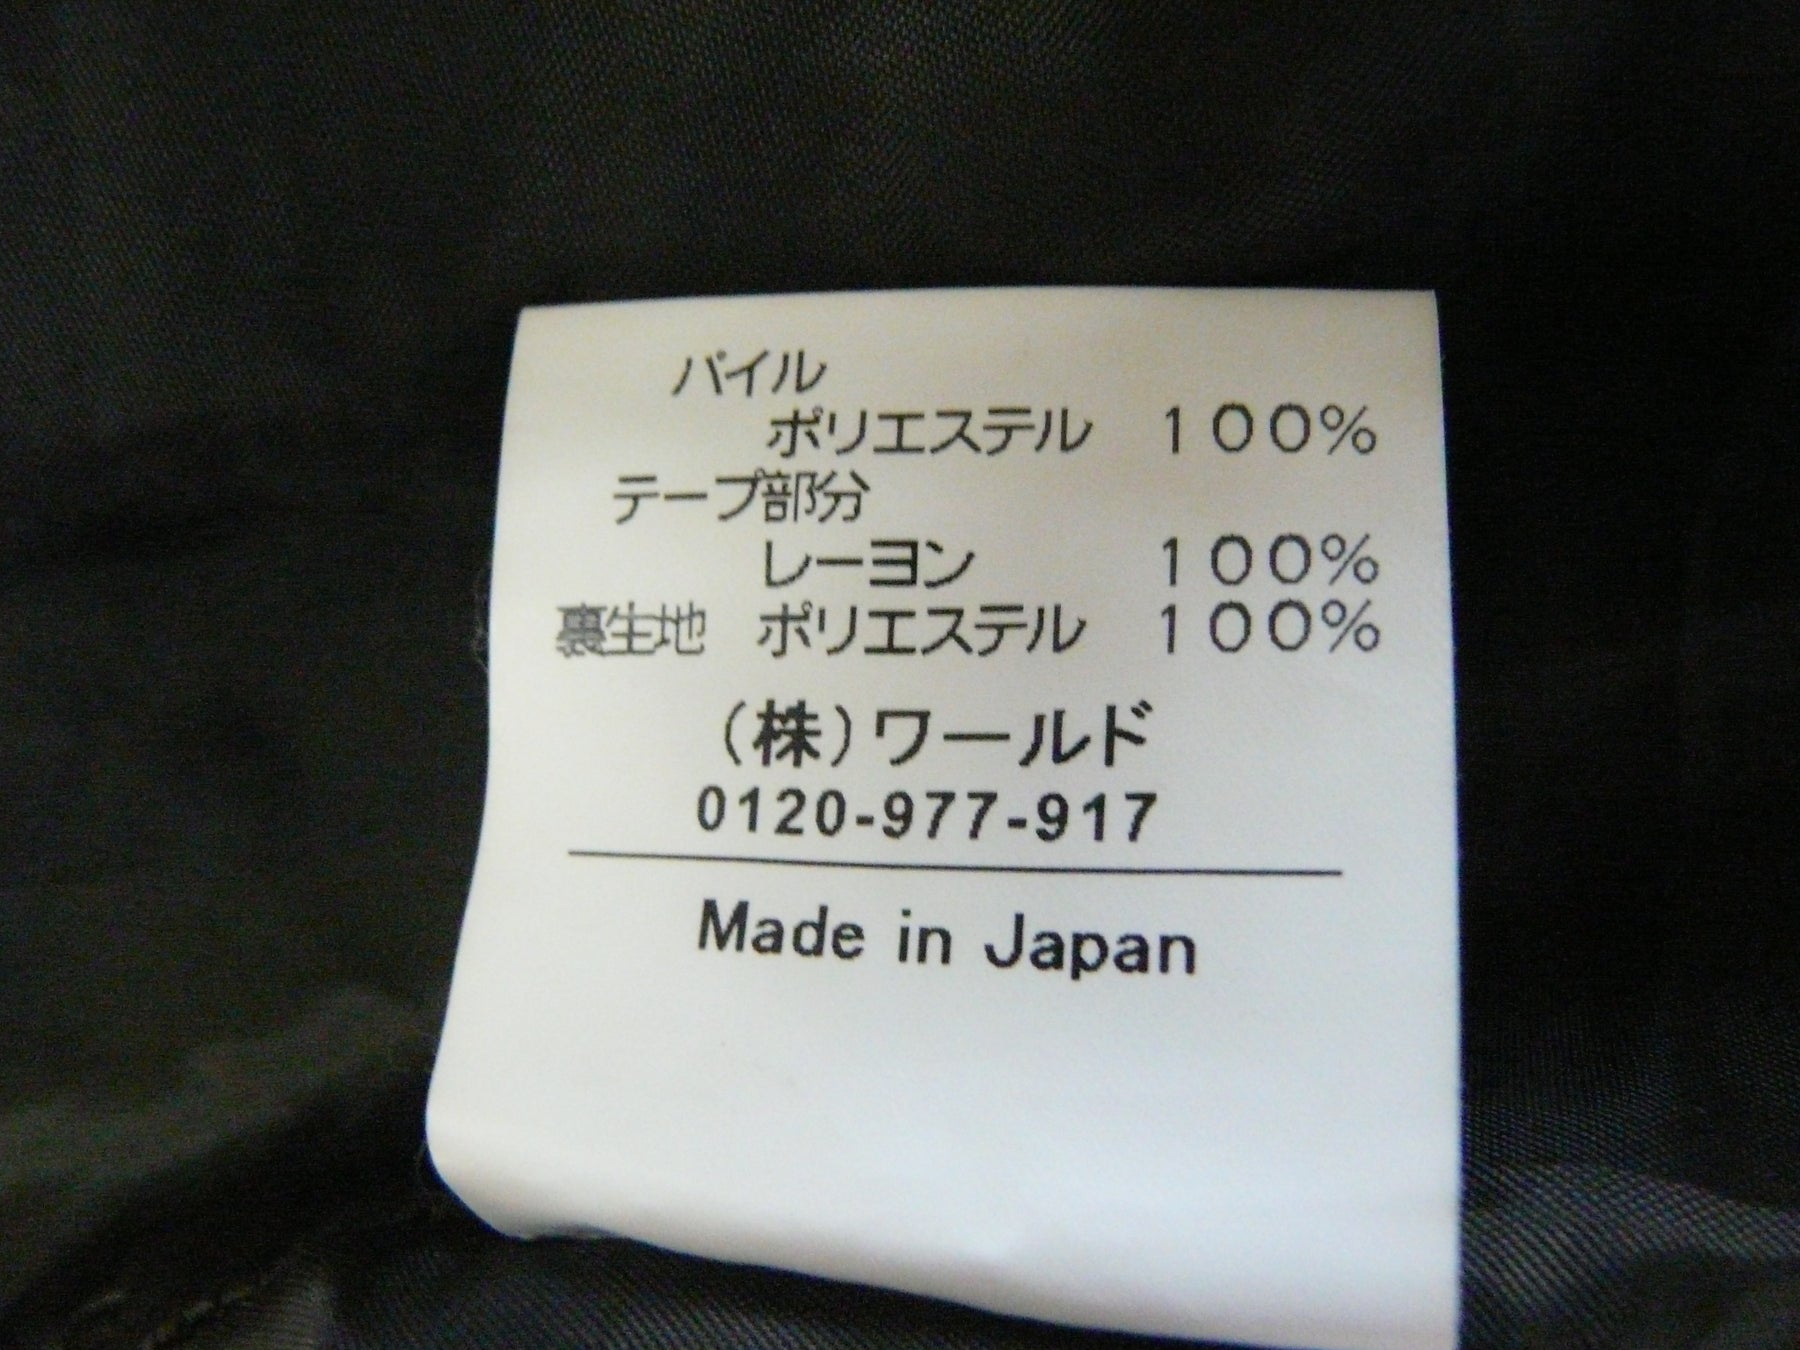 パイル
ポリエステル 100%
テープ部分
レーヨン 100%
裏生地 ポリエステル 100%
(株)ワールド
0120-977-917
Made in Japan